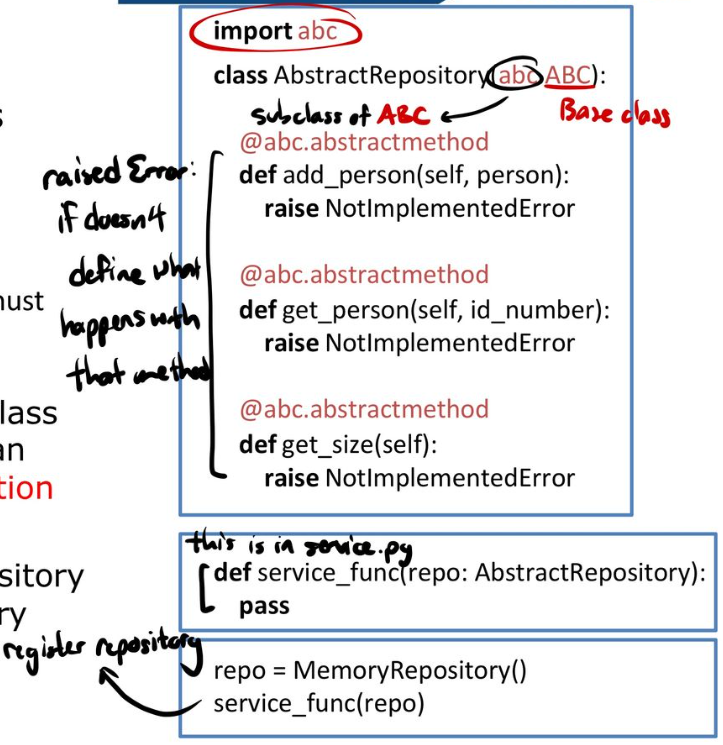 import abc
class AbstractRepository(abc.ABC):
subclass of ABC
Base class
@abc.abstractmethod
def add_person(self, person):
raise NotImplementedError
raised Error:
if doesn4
define what
happens with
that method
@abc.abstractmethod
def get_person(self, id_number):
raise NotImplementedError
@abc.abstractmethod
def get_size(self):
raise NotImplementedError
s
nust
lass
an
tion
sitory
ry
this is in service.py
def service_func(repo: AbstractRepository):
pass
register repository
repo = MemoryRepository()
service_func(repo)